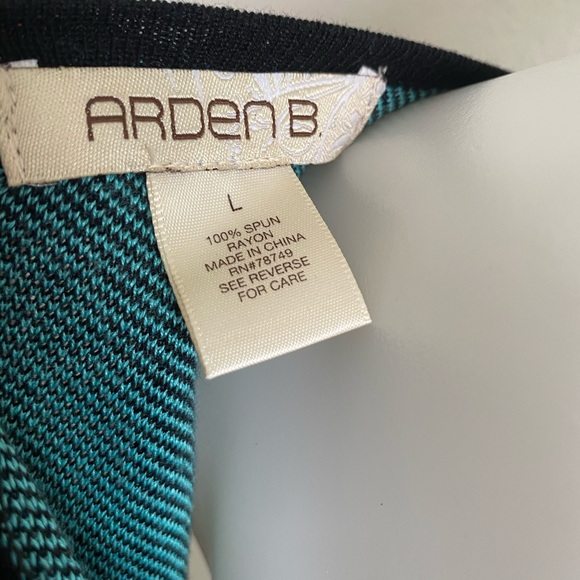 ARDen B.
L
100% SPUN
RAYON
MADE IN CHINA
RN#78749
SEE REVERSE
FOR CARE